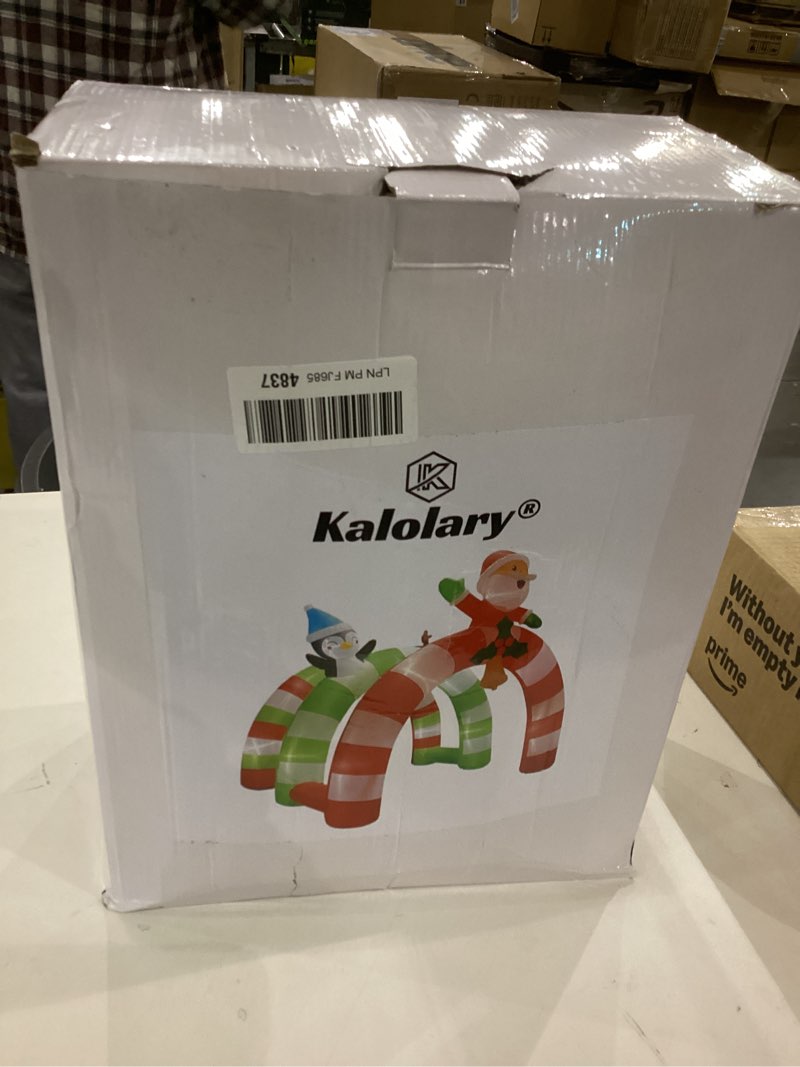 LPN PM FJ685 4837
Kalolary®
Without
I'm empty
prime